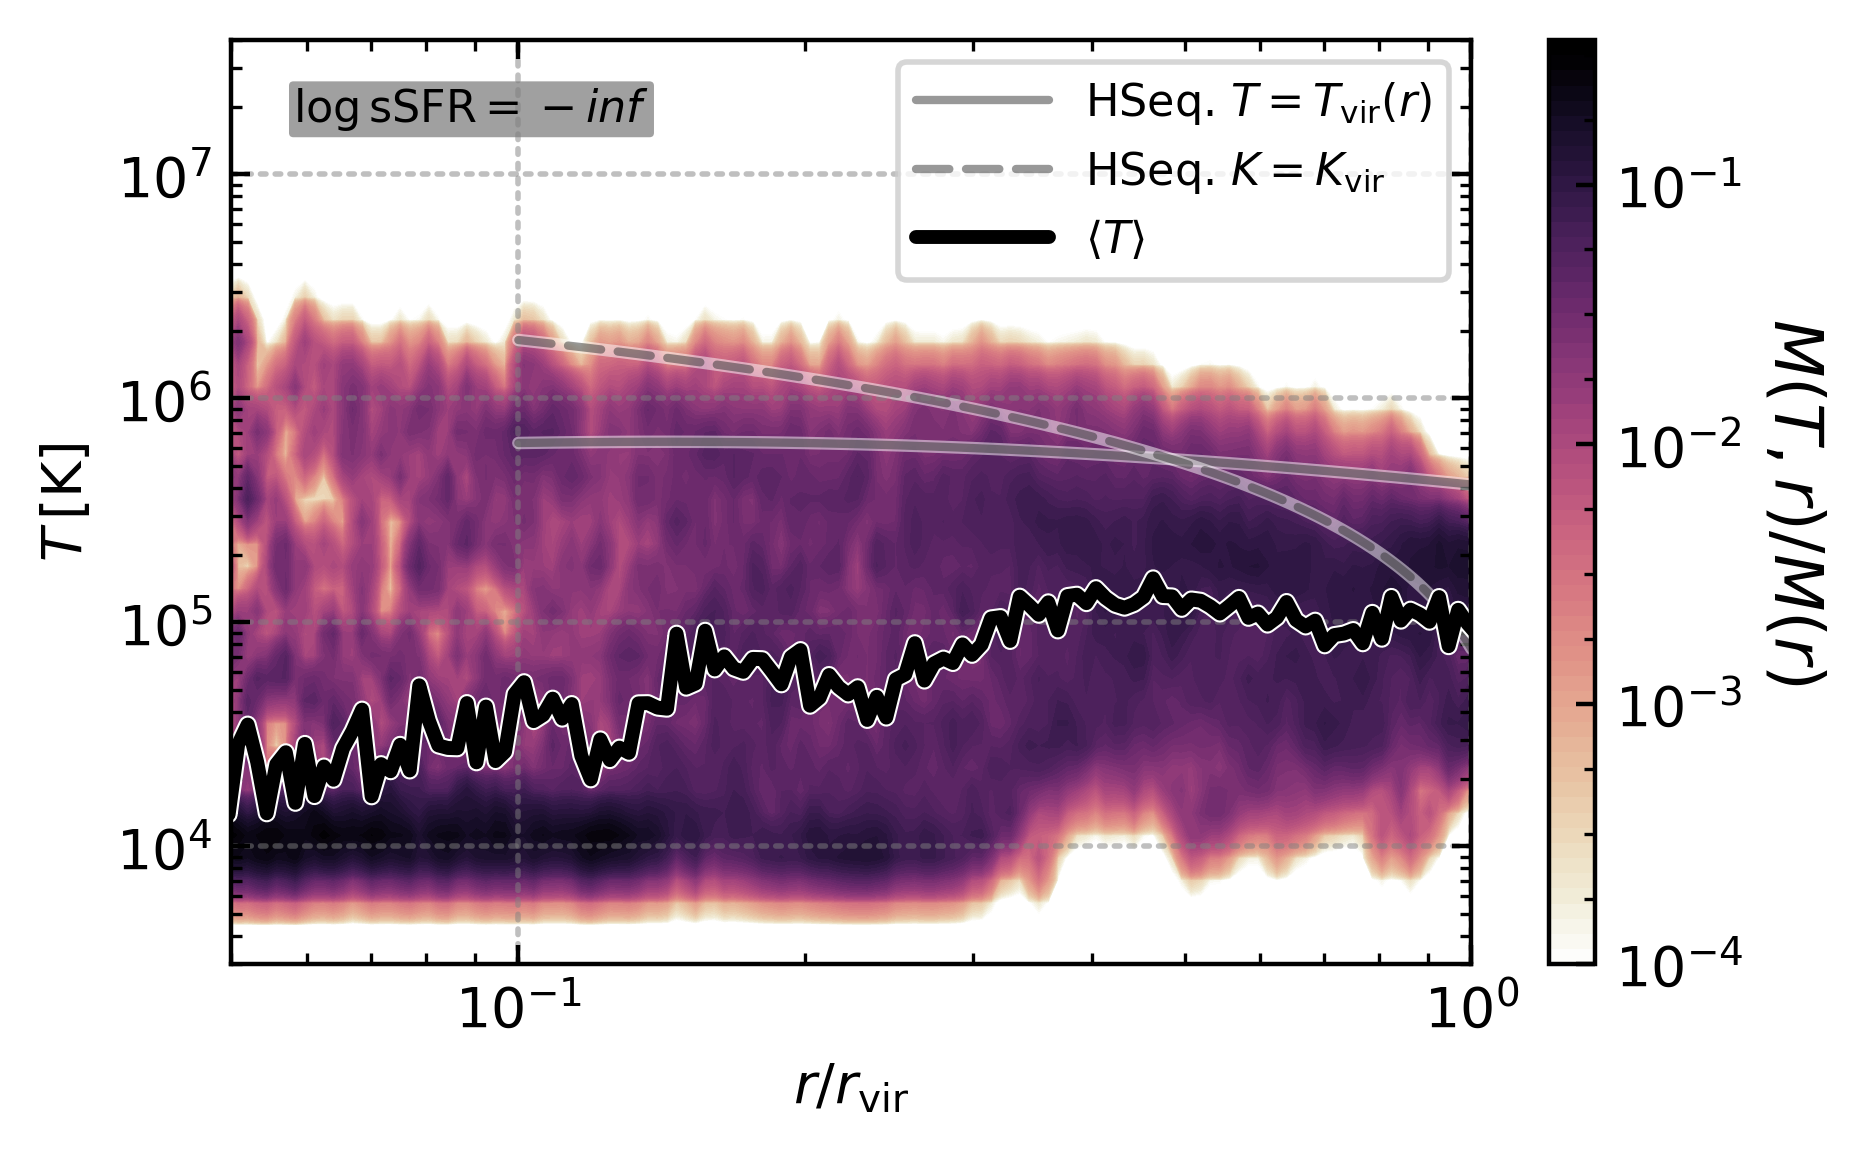 log sSFR = −inf
HSeq. T = T_vir(r)
HSeq. K = K_vir
⟨T⟩
10^7
10^6
10^5
10^4
T [K]
10^−1
10^0
r/r_vir
10^−1
10^−2
10^−3
10^−4
M(T, r)/M(r)